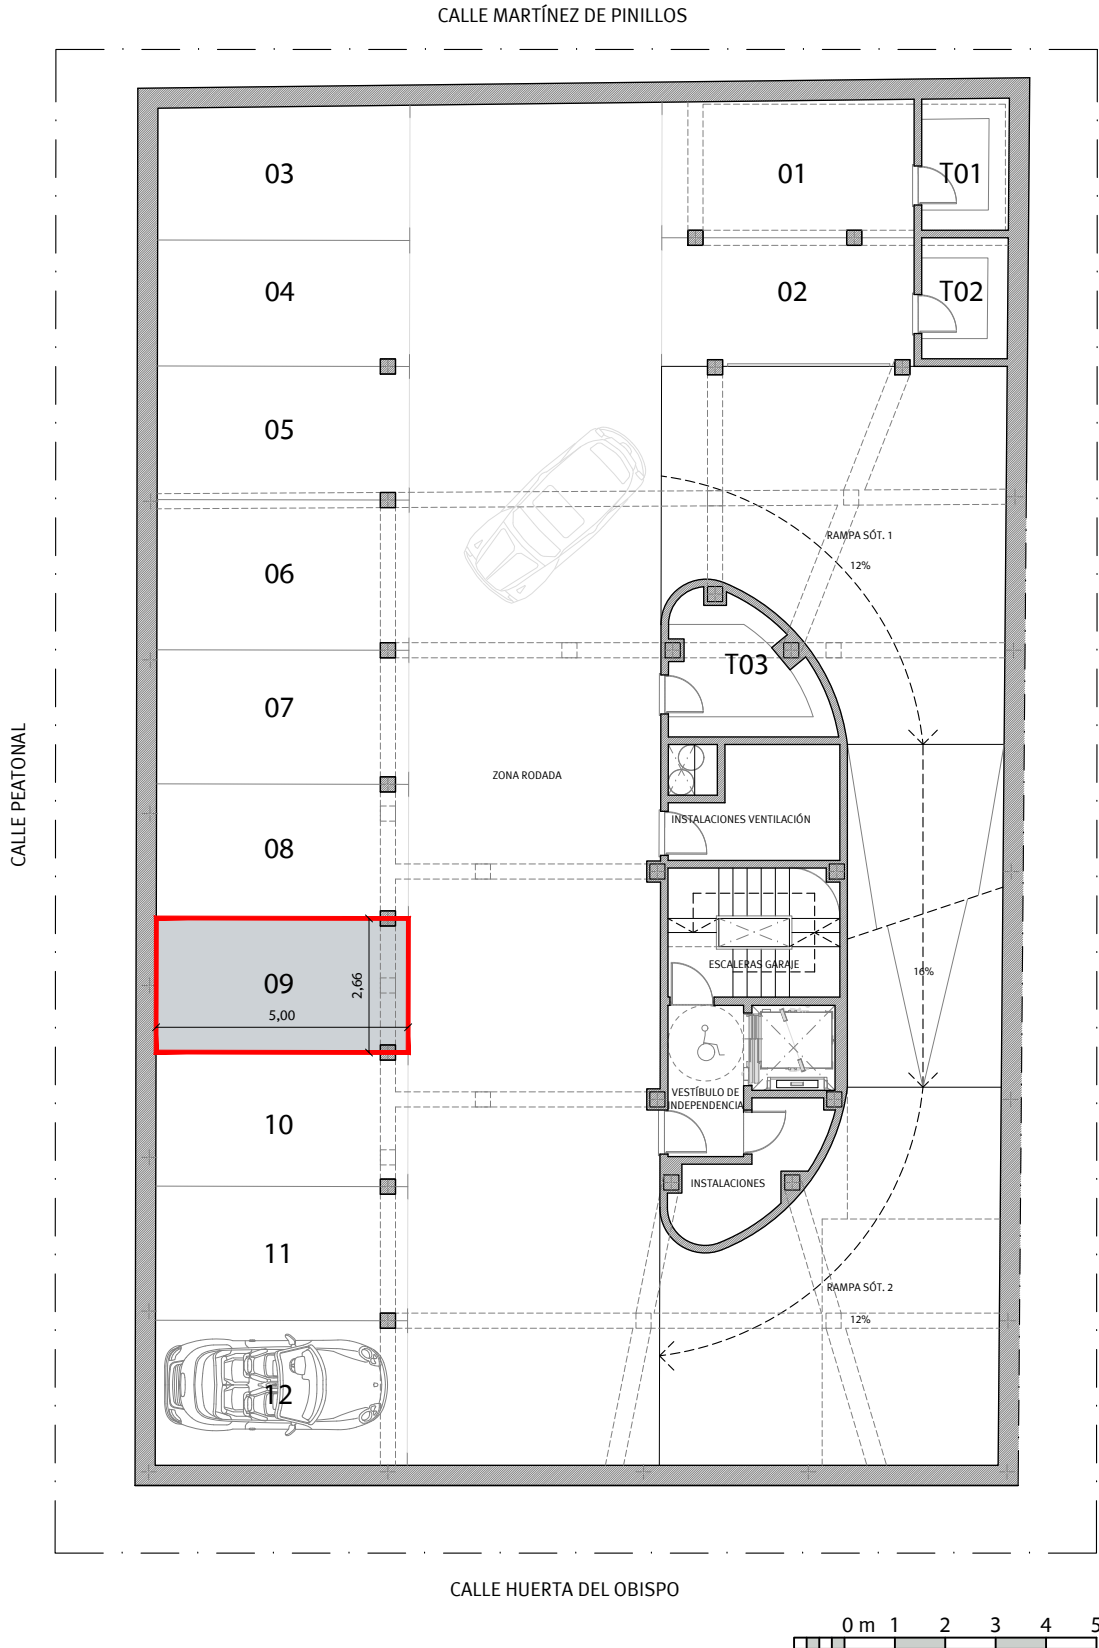 CALLE MARTÍNEZ DE PINILLOS
03
01
T01
04
02
T02
05
RAMPA SÓT. 1
12%
06
T03
07
CALLE PEATONAL
ZONA RODADA
INSTALACIONES VENTILACIÓN
08
ESCALERAS GARAJE
16%
09
2,66
5,00
VESTÍBULO DE
INDEPENDENCIA
10
INSTALACIONES
11
RAMPA SÓT. 2
12%
12
CALLE HUERTA DEL OBISPO
0 m 1 2 3 4 5